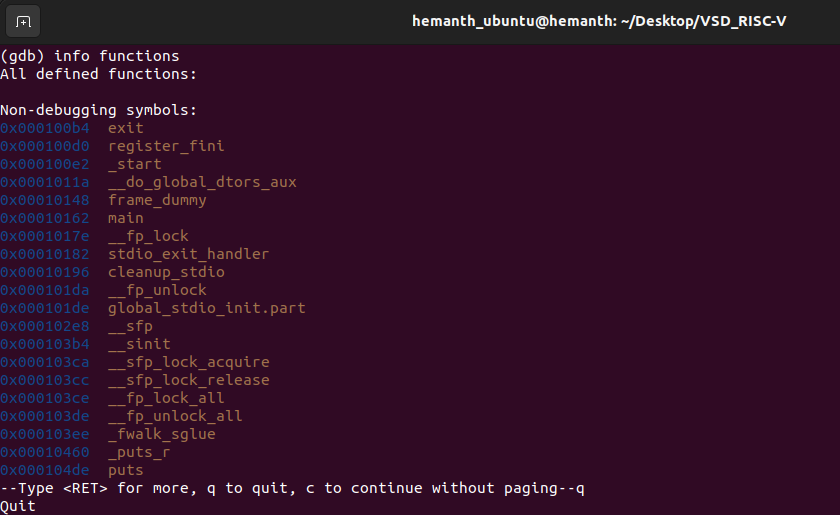 hemanth_ubuntu@hemanth: ~/Desktop/VSD_RISC-V
(gdb) info functions
All defined functions:
Non-debugging symbols:
0x000100b4  exit
0x000100d0  register_fini
0x000100e2  _start
0x0001011a  __do_global_dtors_aux
0x00010148  frame_dummy
0x00010162  main
0x0001017e  __fp_lock
0x00010182  stdio_exit_handler
0x00010196  cleanup_stdio
0x000101da  __fp_unlock
0x000101de  global_stdio_init.part
0x000102e8  __sfp
0x000103b4  __sinit
0x000103ca  __sfp_lock_acquire
0x000103cc  __sfp_lock_release
0x000103ce  __fp_lock_all
0x000103de  __fp_unlock_all
0x000103ee  _fwalk_sglue
0x00010460  _puts_r
0x000104de  puts
--Type <RET> for more, q to quit, c to continue without paging--q
Quit